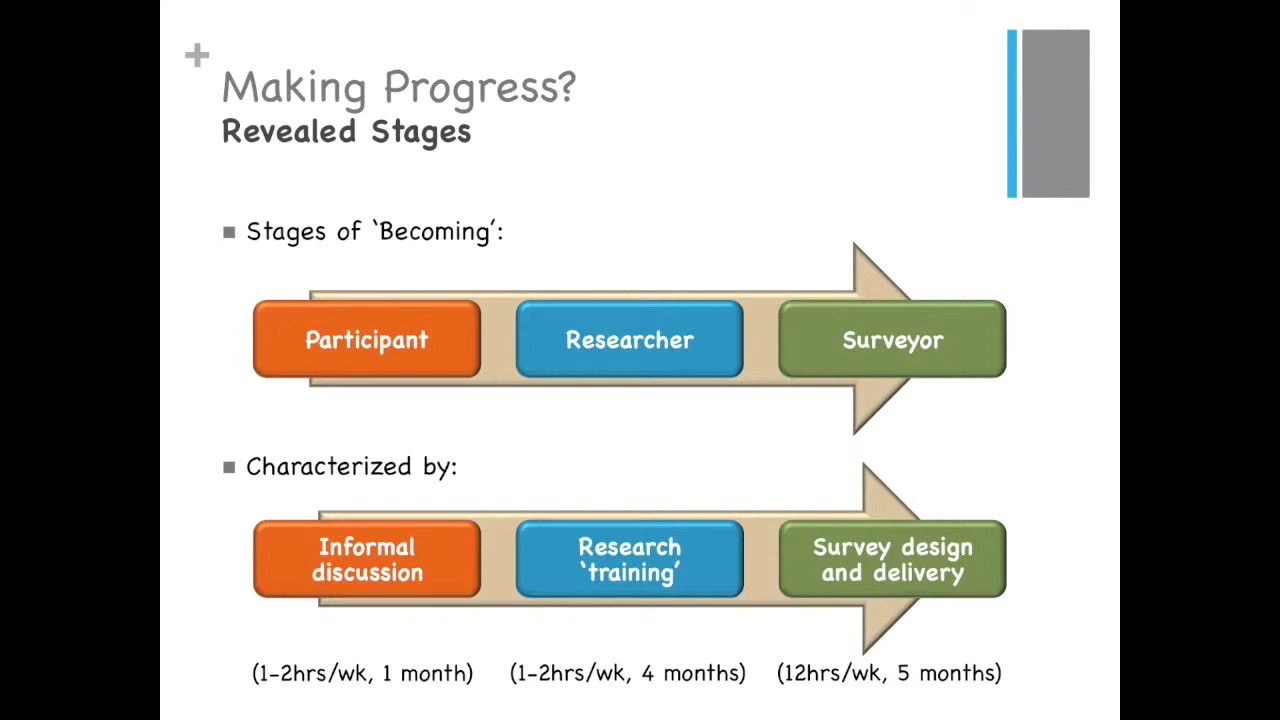 +
Making Progress?
Revealed Stages
Stages of ‘Becoming’:
Participant
Researcher
Surveyor
Characterized by:
Informal
discussion
Research
‘training’
Survey design
and delivery
(1-2hrs/wk, 1 month)
(1-2hrs/wk, 4 months)
(12hrs/wk, 5 months)